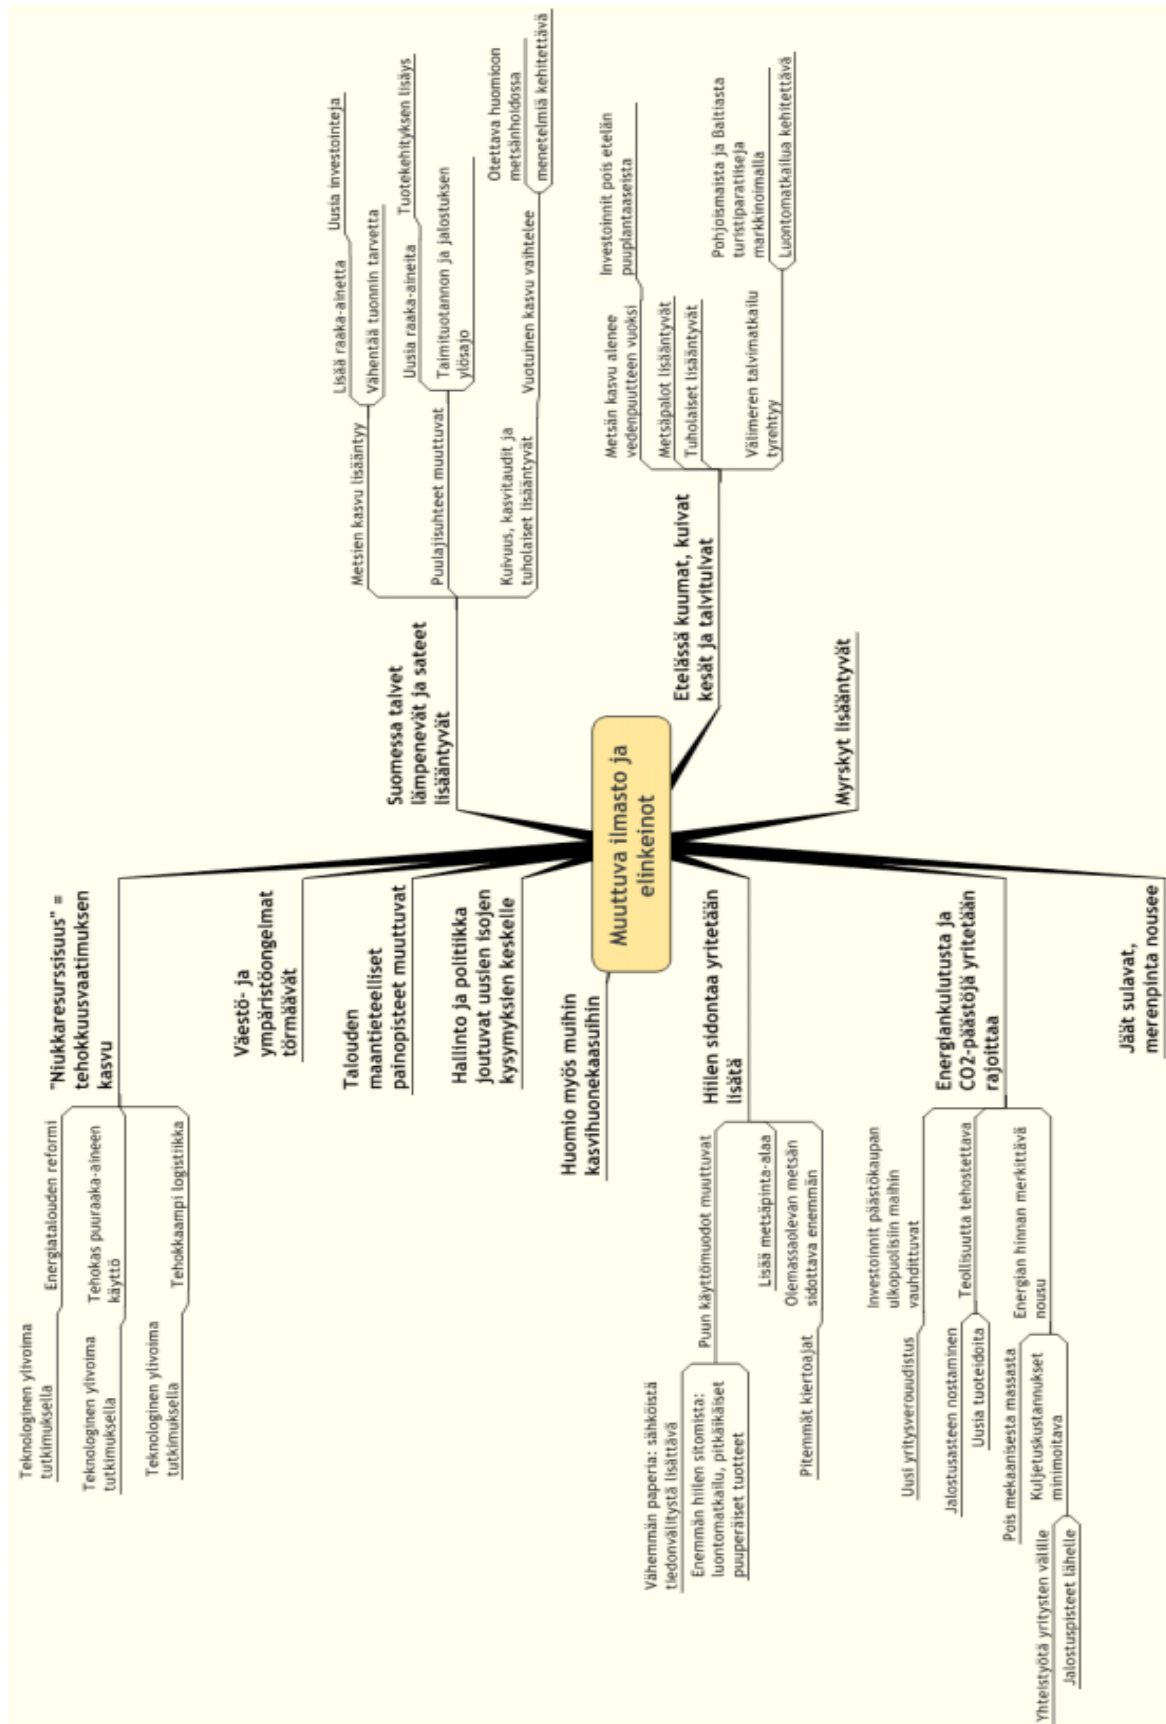 Muuttuva ilmasto ja
elinkeinot
Suomessa talvet
lämpenevät ja sateet
lisääntyvät
Metsien kasvu lisääntyy
Lisää raaka-ainetta
Uusia investointeja
Vähentää tuonnin tarvetta
Puulajisuhteet muuttuvat
Uusia raaka-aineita
Tuotekehityksen lisäys
Taimituotannon ja jalostuksen
ylösajo
Kuivuus, kasvitaudit ja
tuholaiset lisääntyvät
Vuotuinen kasvu vaihtelee
Otettava huomioon
metsänhoidossa
menetelmiä kehitettävä
Etelässä kuumat, kuivat
kesät ja talvitulvat
Metsän kasvu alenee
vedenpuutteen vuoksi
Investoinnit pois etelän
puuplantaaseista
Metsäpalot lisääntyvät
Tuholaiset lisääntyvät
Välimeren talvimatkailu
tyrehtyy
Pohjoismaista ja Baltiasta
turistiparatiiseja
markkinoimalla
Luontomatkailua kehitettävä
Myrskyt lisääntyvät
"Niukkaresurssisuus" =
tehokkuusvaatimuksen
kasvu
Energiatalouden reformi
Teknologinen ylivoima
tutkimuksella
Tehokas puuraaka-aineen
käyttö
Teknologinen ylivoima
tutkimuksella
Tehokkaampi logistiikka
Teknologinen ylivoima
tutkimuksella
Väestö- ja
ympäristöongelmat
törmäävät
Talouden
maantieteelliset
painopisteet muuttuvat
Hallinto ja politiikka
joutuvat uusien isojen
kysymyksien keskelle
Huomio myös muihin
kasvihuonekaasuihin
Hiilen sidontaa yritetään
lisätä
Puun käyttömuodot muuttuvat
Vähemmän paperia: sähköistä
tiedonvälitystä lisättävä
Enemmän hiilen sitomista:
luontomatkailu, pitkäikäiset
puuperäiset tuotteet
Lisää metsäpinta-alaa
Olemassaolevan metsän
sidottava enemmän
Pitemmät kiertoajat
Energiankulutusta ja
CO2-päästöjä yritetään
rajoittaa
Investoinnit päästökaupan
ulkopuolisiin maihin
vauhdittuvat
Uusi yritysverouudistus
Teollisuutta tehostettava
Jalostusasteen nostaminen
Uusia tuoteidoita
Energian hinnan merkittävä
nousu
Pois mekaanisesta massasta
Kuljetuskustannukset
minimoitava
Yhteistyötä yritysten välille
Jalostuspisteet lähelle
Jäät sulavat,
merenpinta nousee